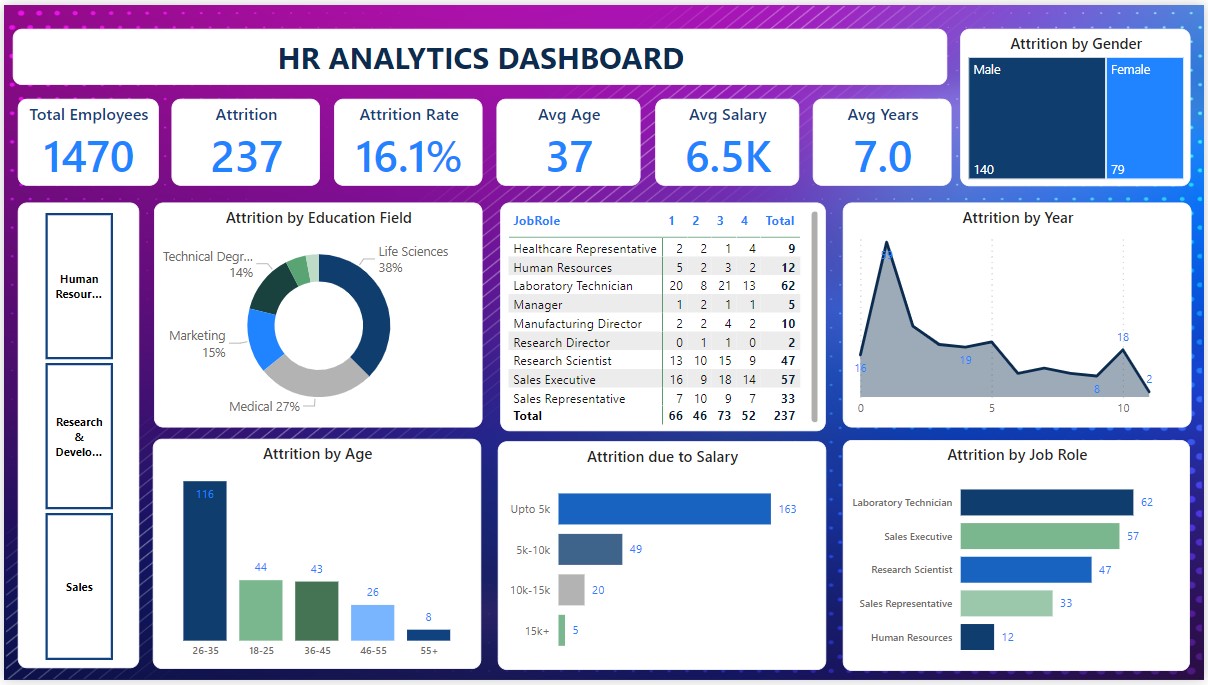 HR ANALYTICS DASHBOARD
Attrition by Gender
Male
Female
140
79
Total Employees
1470
Attrition
237
Attrition Rate
16.1%
Avg Age
37
Avg Salary
6.5K
Avg Years
7.0
Human
Resour...
Research
&
Develo...
Sales
Attrition by Education Field
Life Sciences
38%
Technical Degr...
14%
Marketing
15%
Medical 27%
JobRole 1 2 3 4 Total
Healthcare Representative 2 2 1 4 9
Human Resources 5 2 3 2 12
Laboratory Technician 20 8 21 13 62
Manager 1 2 1 1 5
Manufacturing Director 2 2 4 2 10
Research Director 0 1 1 0 2
Research Scientist 13 10 15 9 47
Sales Executive 16 9 18 14 57
Sales Representative 7 10 9 7 33
Total 66 46 73 52 237
Attrition by Year
16
19
8
18
2
0 5 10
Attrition by Age
116
44
43
26
8
26-35 18-25 36-45 46-55 55+
Attrition due to Salary
Upto 5k 163
5k-10k 49
10k-15k 20
15k+ 5
Attrition by Job Role
Laboratory Technician 62
Sales Executive 57
Research Scientist 47
Sales Representative 33
Human Resources 12